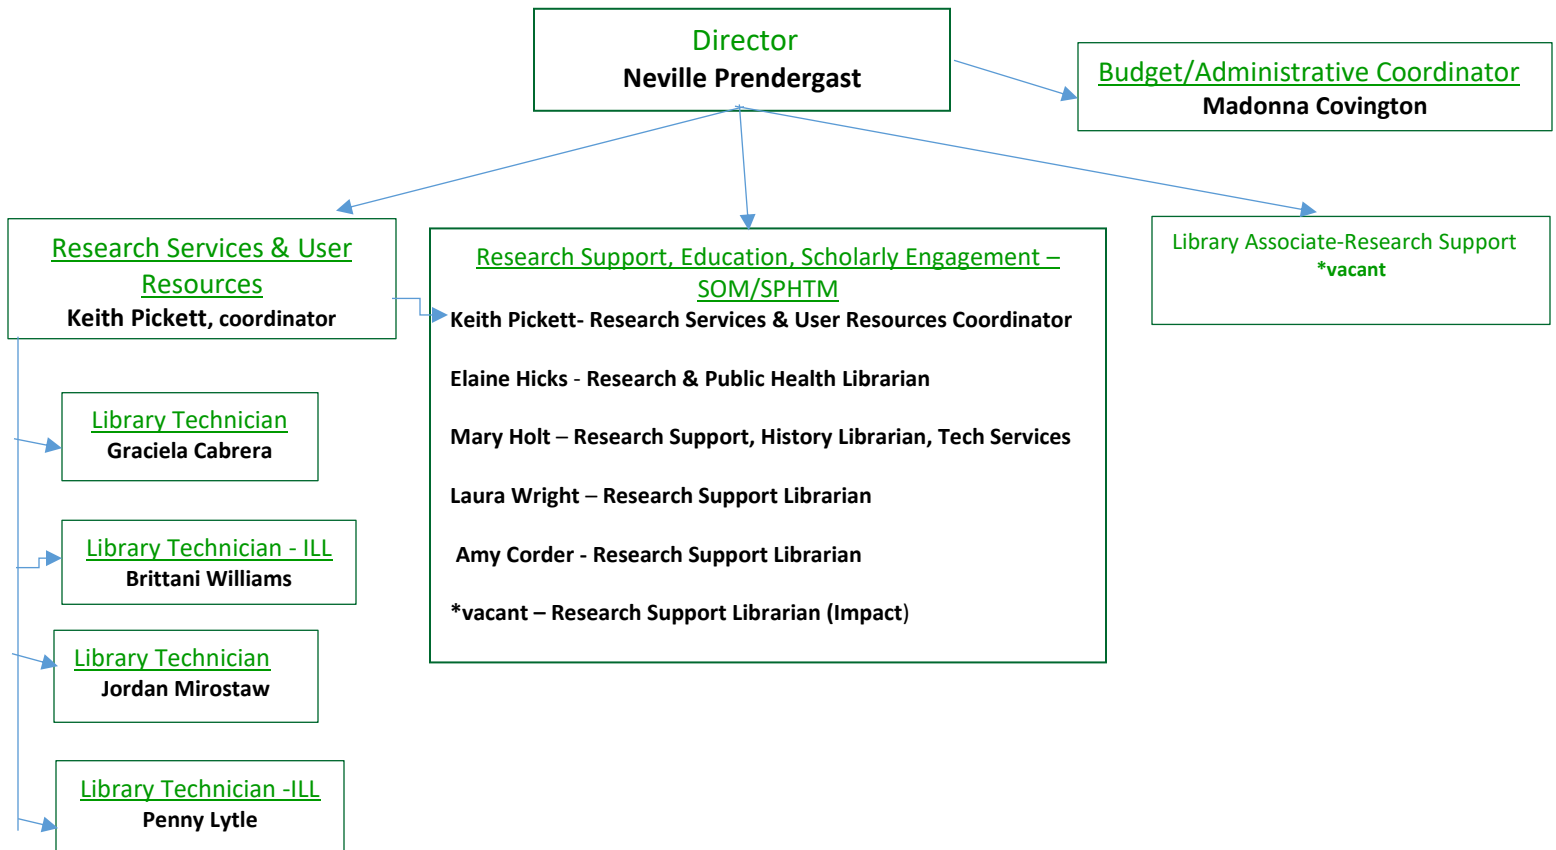 Director
Neville Prendergast
Budget/Administrative Coordinator
Madonna Covington
Research Services & User
Resources
Keith Pickett, coordinator
Library Technician
Graciela Cabrera
Library Technician - ILL
Brittani Williams
Library Technician
Jordan Mirostaw
Library Technician -ILL
Penny Lytle
Research Support, Education, Scholarly Engagement –
SOM/SPHTM
Keith Pickett- Research Services & User Resources Coordinator
Elaine Hicks - Research & Public Health Librarian
Mary Holt – Research Support, History Librarian, Tech Services
Laura Wright – Research Support Librarian
Amy Corder - Research Support Librarian
*vacant – Research Support Librarian (Impact)
Library Associate-Research Support
*vacant